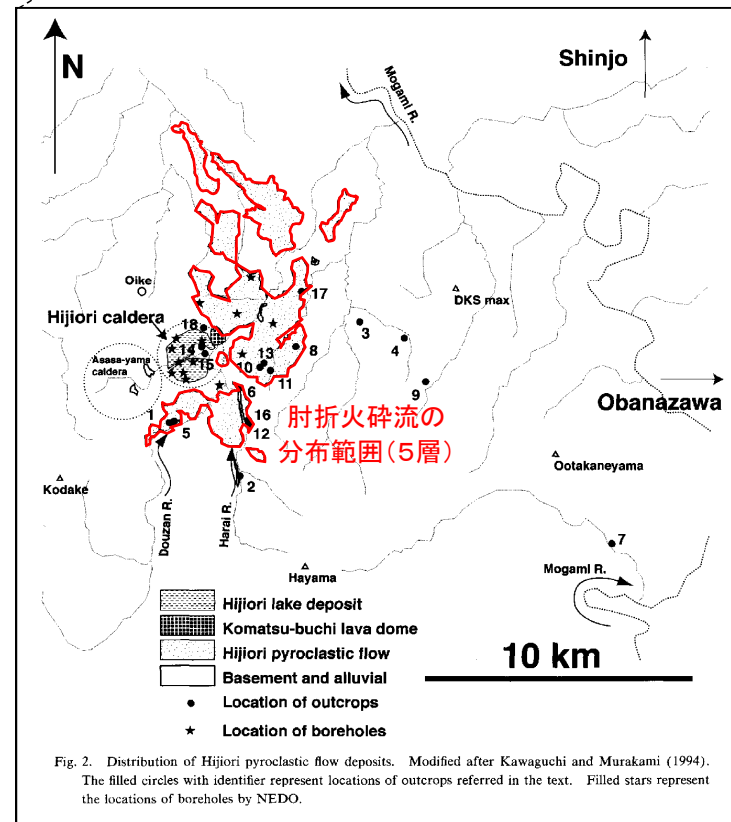 N
Shinjo
Mogami R.
Oike
Hijiori caldera
Asasa-yama
caldera
DKS max
17
3
18
4
8
14
13
15
10
11
9
6
Obanazawa
1
5
16
12
肘折火砕流の
分布範囲(5層)
Kodake
Douzan R.
Harai R.
2
Ootakaneyama
7
Hayama
Mogami R.
Hijiori lake deposit
Komatsu-buchi lava dome
Hijiori pyroclastic flow
Basement and alluvial
Location of outcrops
Location of boreholes
10 km
Fig. 2. Distribution of Hijiori pyroclastic flow deposits. Modified after Kawaguchi and Murakami (1994).
The filled circles with identifier represent locations of outcrops referred in the text. Filled stars represent
the locations of boreholes by NEDO.